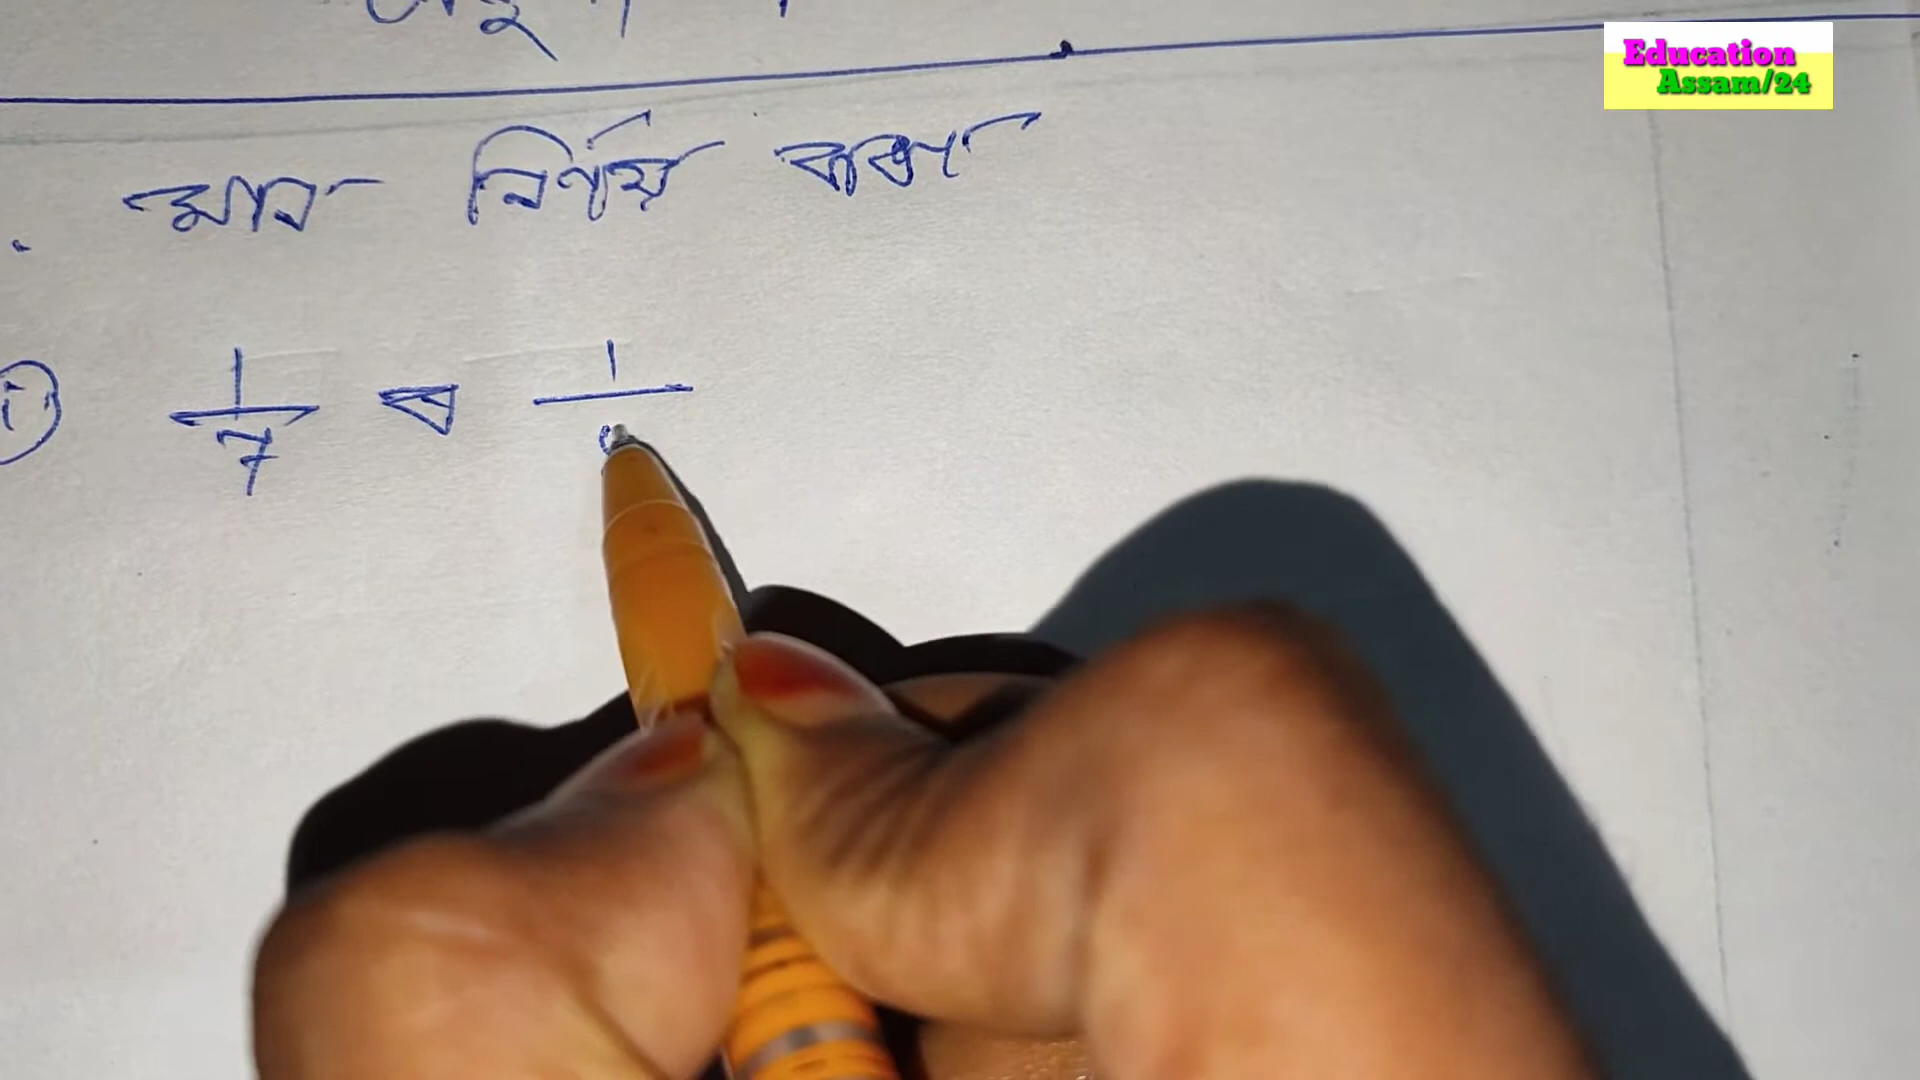 Education
Assam/24
মান নিৰ্ণয় কৰা
i 1/7 ৰ 1/